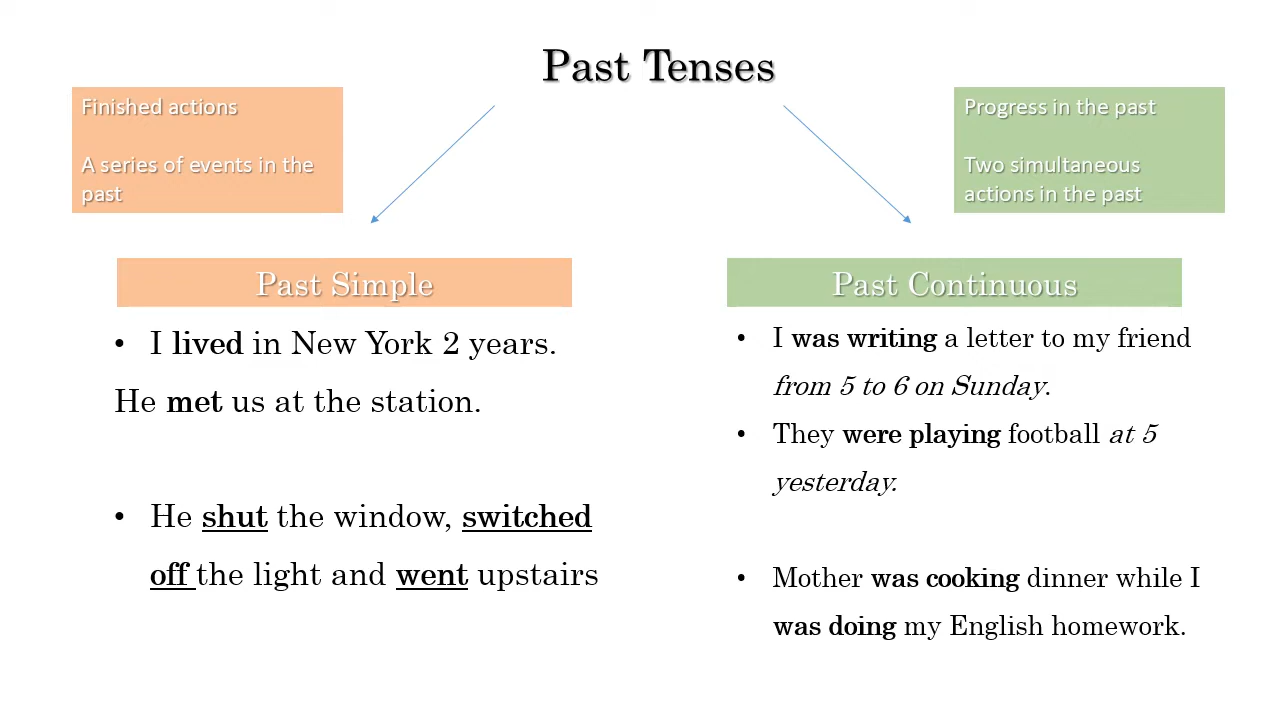 Past Tenses
Finished actions
A series of events in the
past
Progress in the past
Two simultaneous
actions in the past
Past Simple
• I lived in New York 2 years.
He met us at the station.
• He shut the window, switched
off the light and went upstairs
Past Continuous
• I was writing a letter to my friend
from 5 to 6 on Sunday.
• They were playing football at 5
yesterday.
• Mother was cooking dinner while I
was doing my English homework.